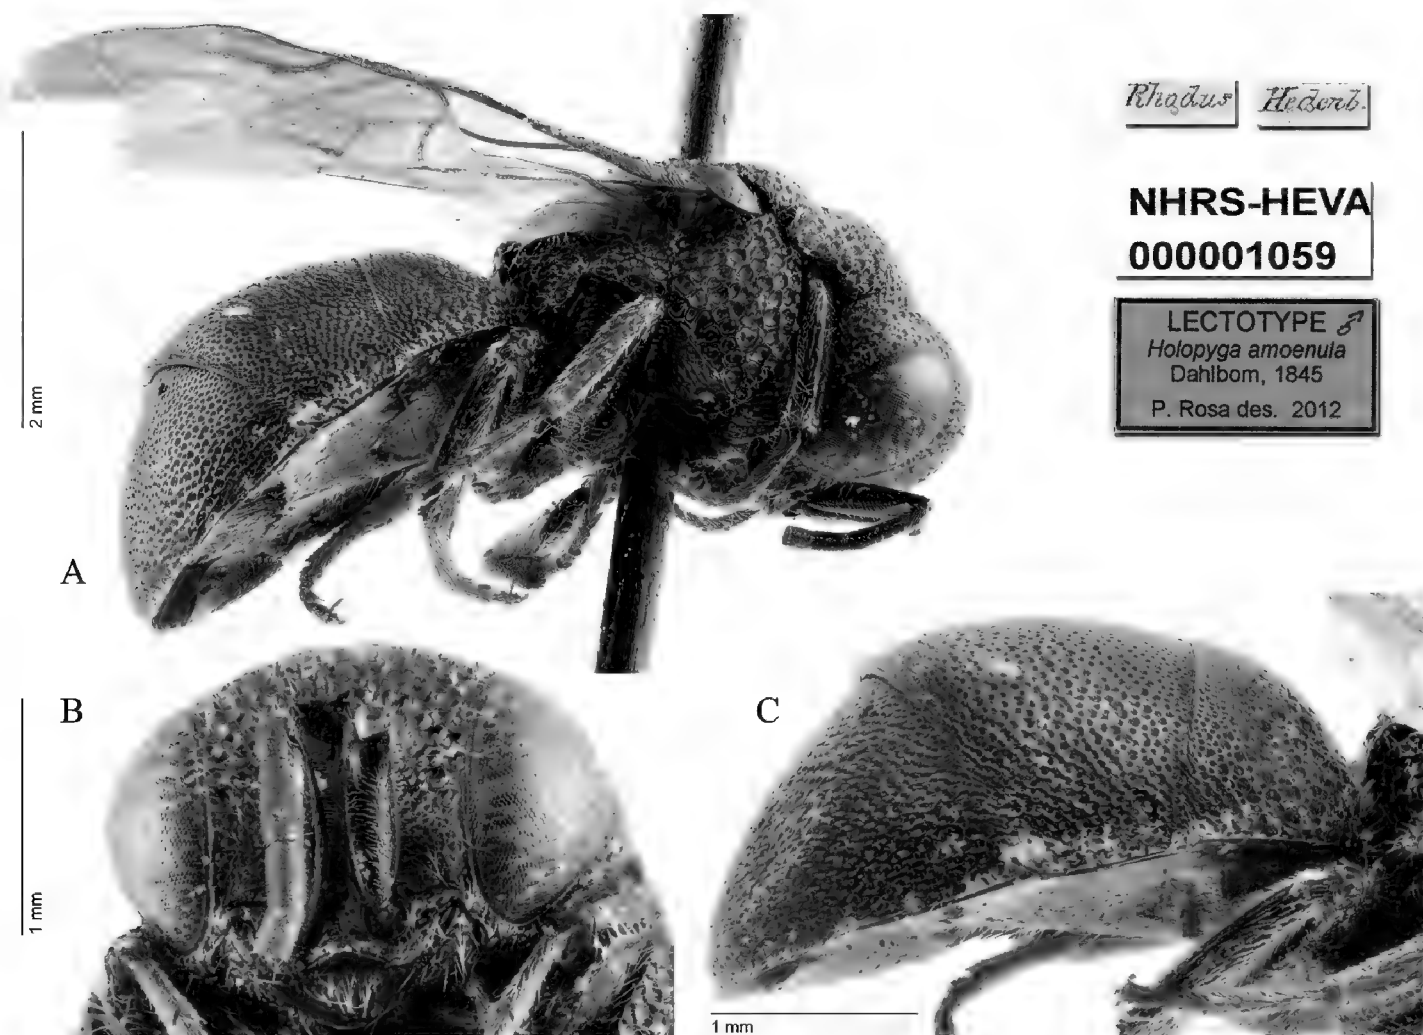 Rhodus Hedenb.
NHRS-HEVA
000001059
LECTOTYPE ♂
Holopyga amoenula
Dahlbom, 1845
P. Rosa des. 2012
2 mm
A
B
C
1 mm
1 mm